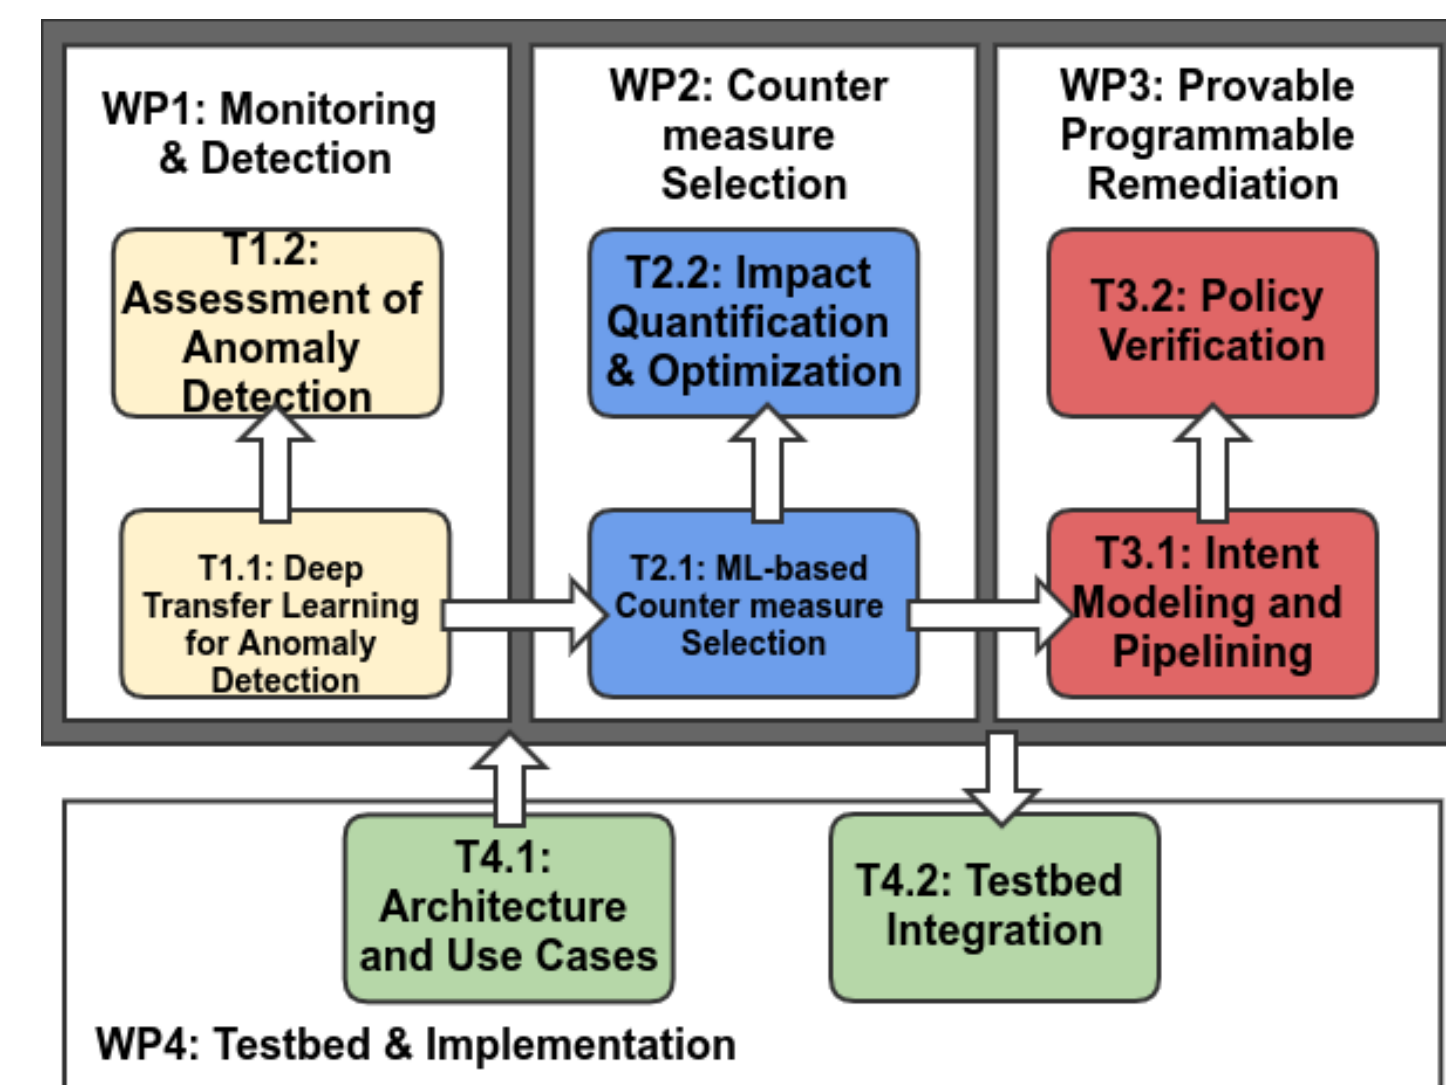 WP1: Monitoring
& Detection
T1.2:
Assessment of
Anomaly
Detection
T1.1: Deep
Transfer Learning
for Anomaly
Detection
WP2: Counter
measure
Selection
T2.2: Impact
Quantification
& Optimization
T2.1: ML-based
Counter measure
Selection
WP3: Provable
Programmable
Remediation
T3.2: Policy
Verification
T3.1: Intent
Modeling and
Pipelining
T4.1:
Architecture
and Use Cases
T4.2: Testbed
Integration
WP4: Testbed & Implementation